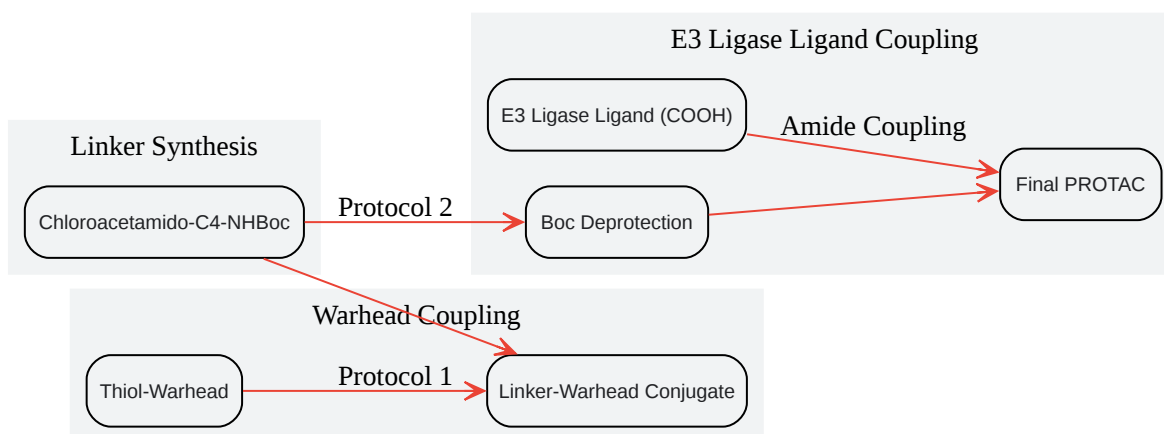 E3 Ligase Ligand Coupling
E3 Ligase Ligand (COOH)
Amide Coupling
Linker Synthesis
Final PROTAC
Chloroacetamido-C4-NHBoc
Protocol 2
Boc Deprotection
Warhead Coupling
Thiol-Warhead
Protocol 1
Linker-Warhead Conjugate